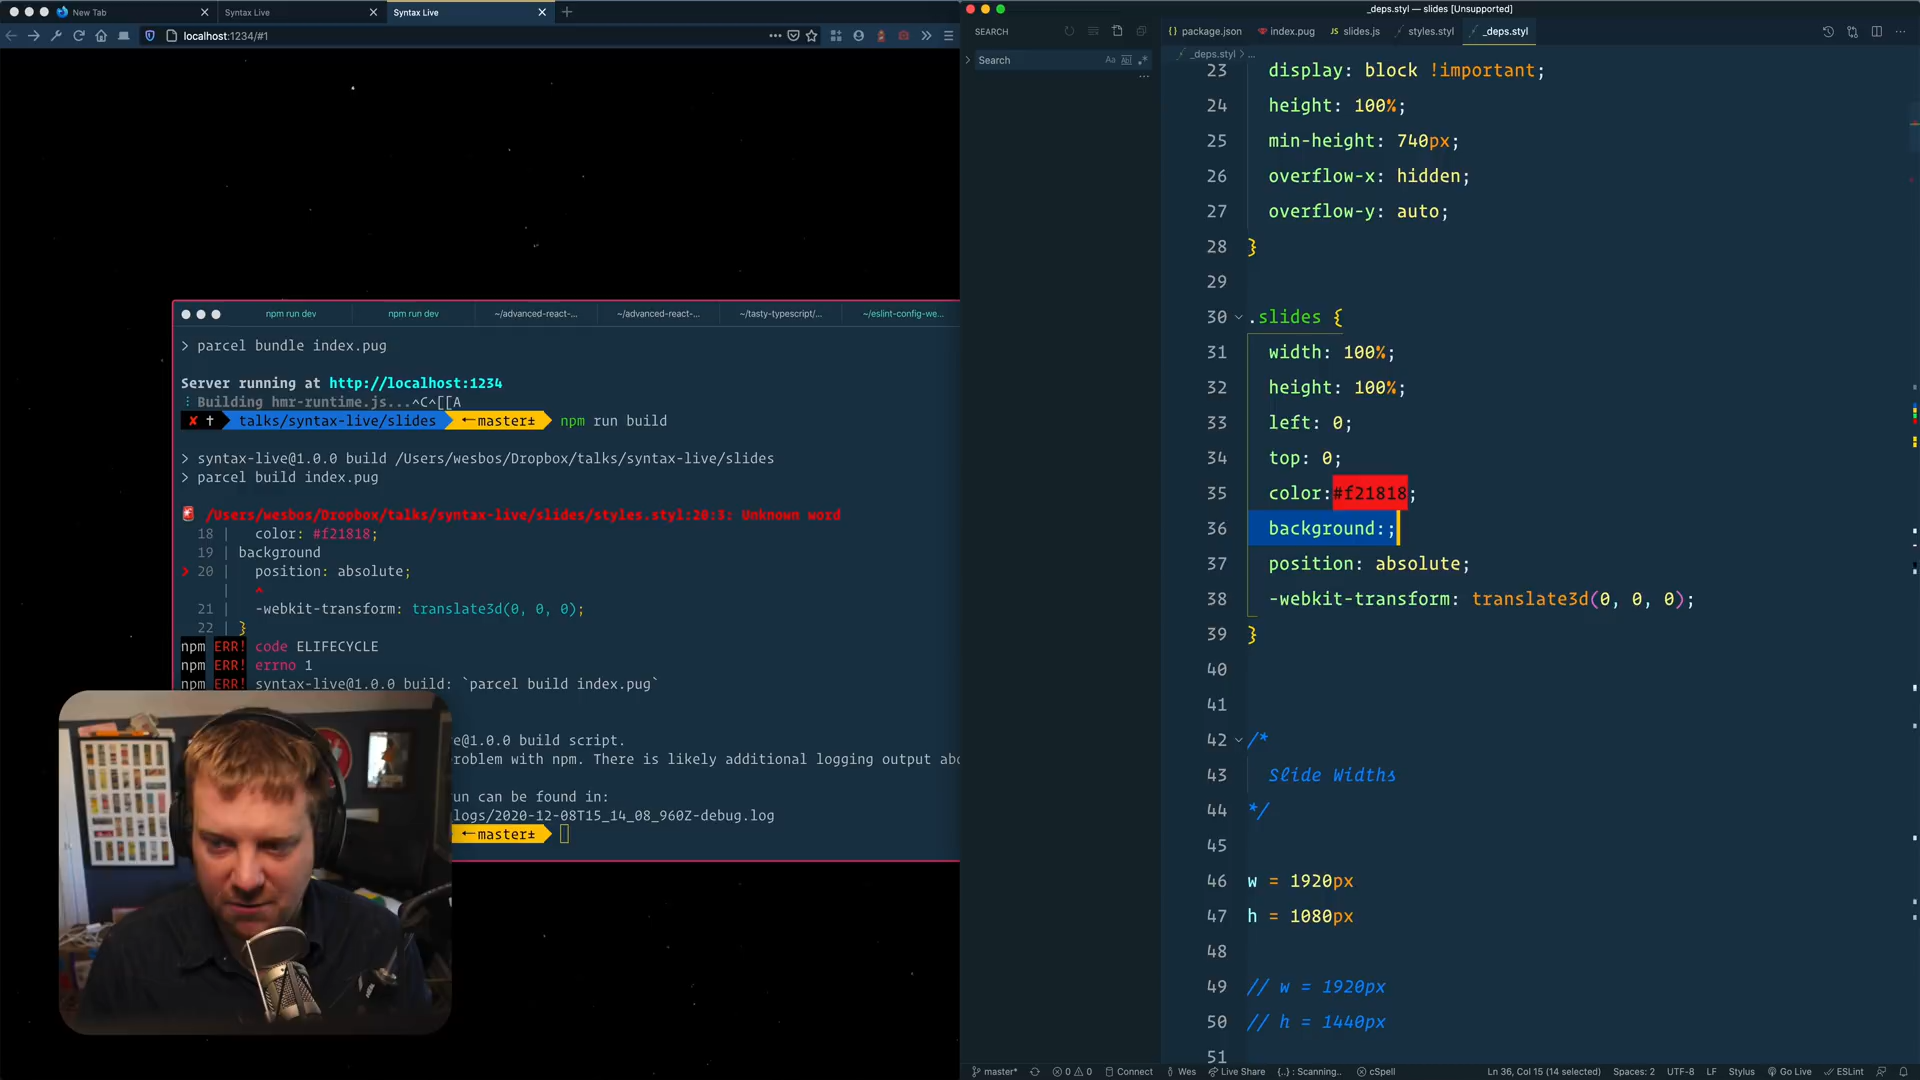 New Tab
Syntax Live
Syntax Live
localhost:1234/#1
npm run dev
npm run dev
~/advanced-react-...
~/advanced-react-...
~/tasty-typescript/...
~/eslint-config-we...
> parcel bundle index.pug
Server running at http://localhost:1234
⋮ Building hmr-runtime.js...^C^[[A
✘ † talks/syntax-live/slides ←master± npm run build
> syntax-live@1.0.0 build /Users/wesbos/Dropbox/talks/syntax-live/slides
> parcel build index.pug
🚨 /Users/wesbos/Dropbox/talks/syntax-live/slides/styles.styl:20:3: Unknown word
18 | color: #f21818;
19 | background
> 20 | position: absolute;
| ^
21 | -webkit-transform: translate3d(0, 0, 0);
22 | }
npm ERR! code ELIFECYCLE
npm ERR! errno 1
npm ERR! syntax-live@1.0.0 build: `parcel build index.pug`
e@1.0.0 build script.
roblem with npm. There is likely additional logging output abo
run can be found in:
logs/2020-12-08T15_14_08_960Z-debug.log
←master±
_deps.styl — slides [Unsupported]
SEARCH
Search
Aa
package.json
index.pug
JS slides.js
styles.styl
_deps.styl
_deps.styl > ...
23 display: block !important;
24 height: 100%;
25 min-height: 740px;
26 overflow-x: hidden;
27 overflow-y: auto;
28 }
29
30 .slides {
31 width: 100%;
32 height: 100%;
33 left: 0;
34 top: 0;
35 color:#f21818;
36 background:;
37 position: absolute;
38 -webkit-transform: translate3d(0, 0, 0);
39 }
40
41
42 /*
43 Slide Widths
44 */
45
46 w = 1920px
47 h = 1080px
48
49 // w = 1920px
50 // h = 1440px
51
master*
0 0
Connect
Wes
Live Share
{..} : Scanning..
cSpell
Ln 36, Col 15 (14 selected)
Spaces: 2
UTF-8
LF
Stylus
Go Live
ESLint